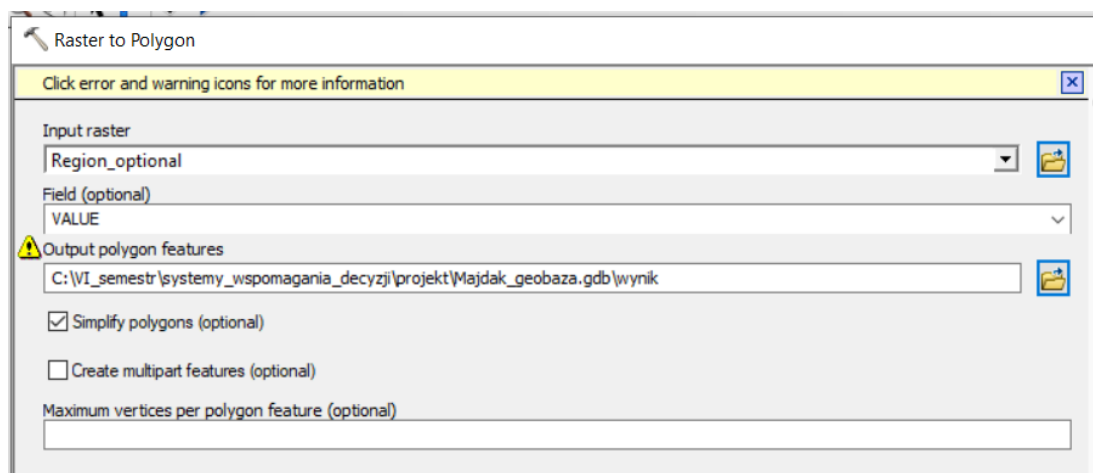 Raster to Polygon
Click error and warning icons for more information
Input raster
Region_optional
Field (optional)
VALUE
Output polygon features
C:\VI_semestr\systemy_wspomagania_decyzji\projekt\Majdak_geobaza.gdb\wynik
Simplify polygons (optional)
Create multipart features (optional)
Maximum vertices per polygon feature (optional)